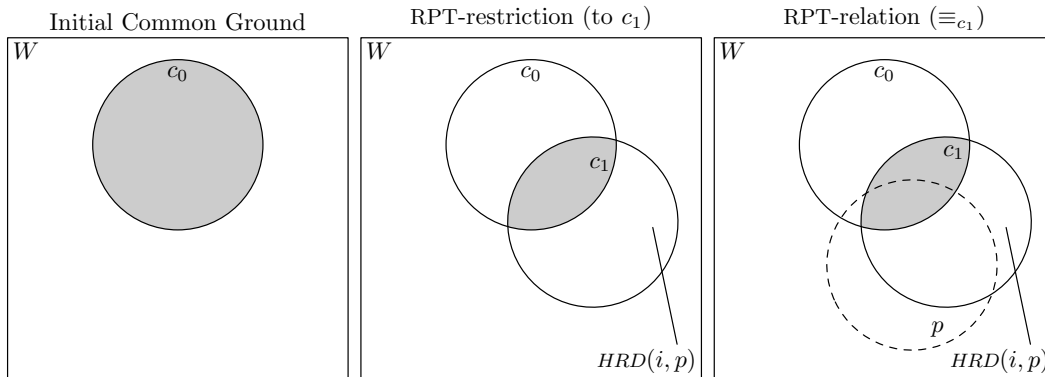 Initial Common Ground
W
c₀
RPT-restriction (to c₁)
W
c₀
c₁
HRD(i, p)
RPT-relation (≡c₁)
W
c₀
c₁
p
HRD(i, p)